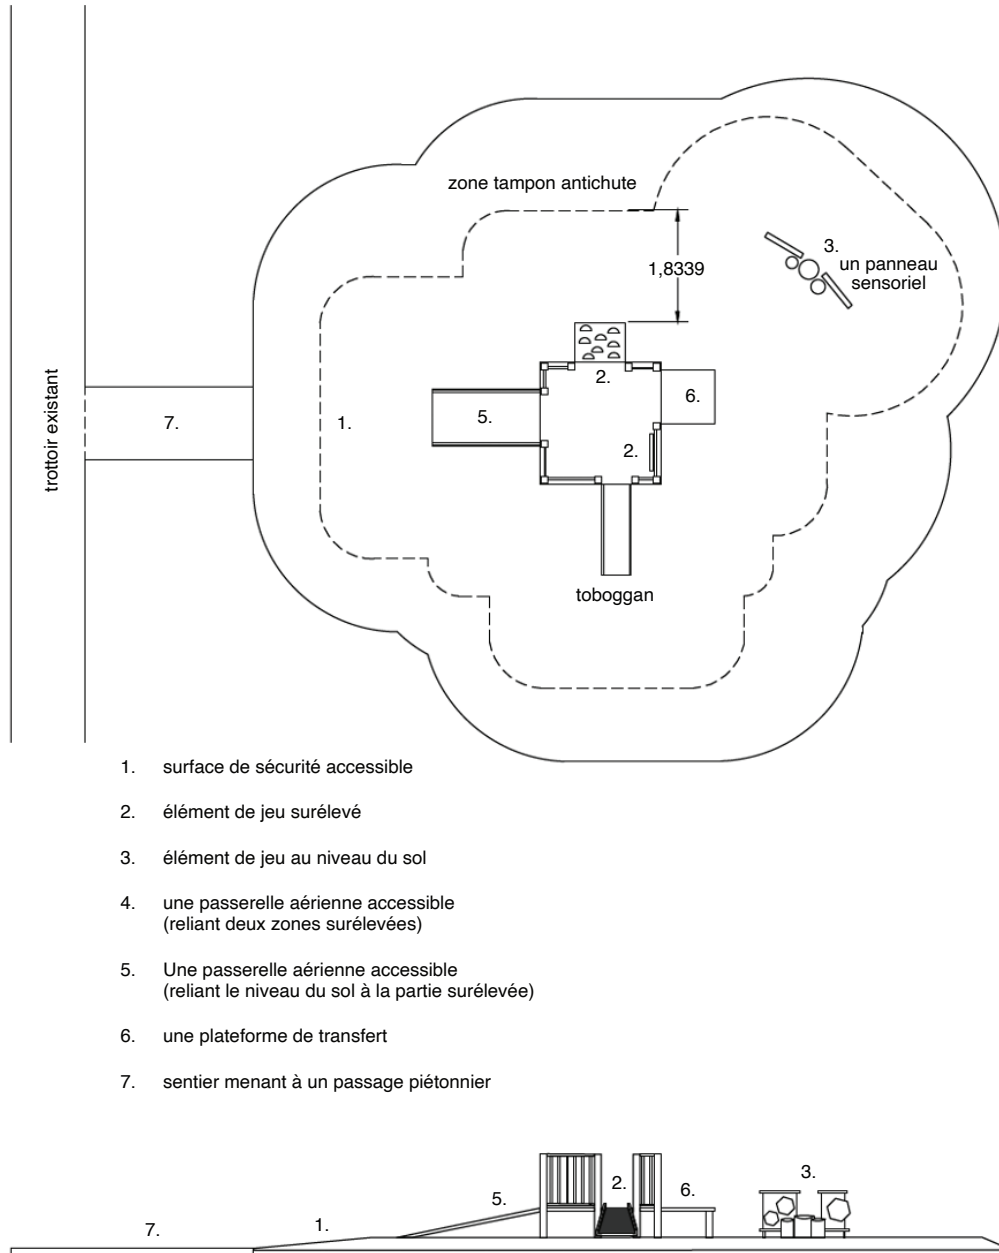 zone tampon antichute
3.
un panneau
sensoriel
1,8339
2.
6.
trottoir existant
7.
1.
5.
2.
toboggan
1. surface de sécurité accessible
2. élément de jeu surélevé
3. élément de jeu au niveau du sol
4. une passerelle aérienne accessible
(reliant deux zones surélevées)
5. Une passerelle aérienne accessible
(reliant le niveau du sol à la partie surélevée)
6. une plateforme de transfert
7. sentier menant à un passage piétonnier
7.
1.
5.
2.
6.
3.